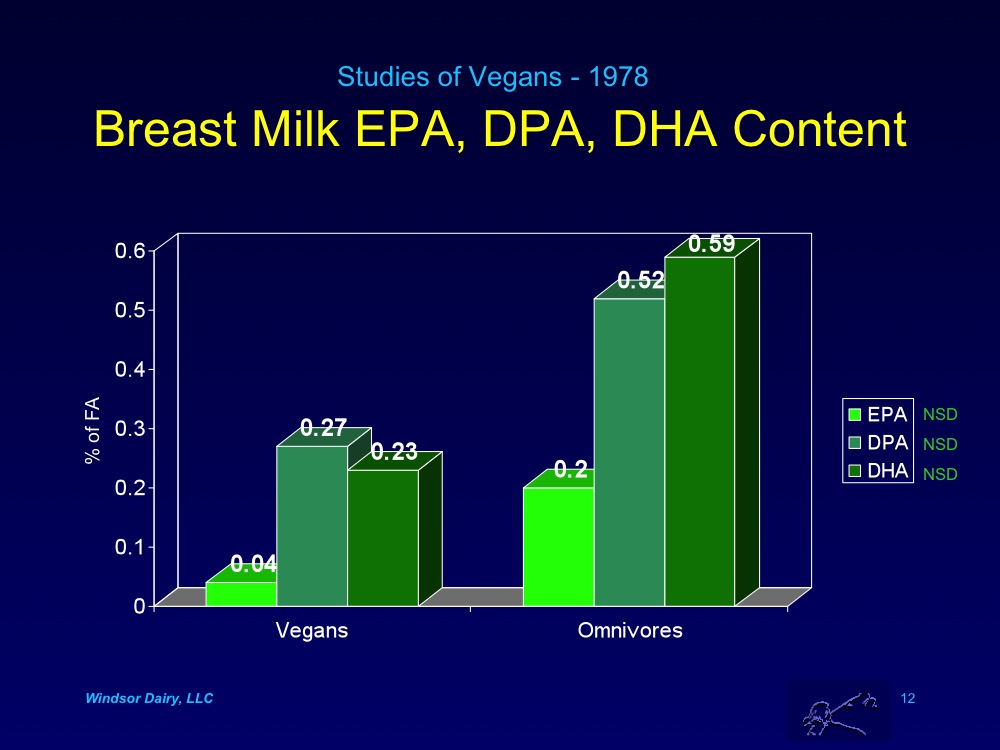 Studies of Vegans - 1978
Breast Milk EPA, DPA, DHA Content
% of FA
0.6
0.5
0.4
0.3
0.2
0.1
0
0.04
0.27
0.23
0.2
0.52
0.59
Vegans
Omnivores
EPA NSD
DPA NSD
DHA NSD
Windsor Dairy, LLC
12